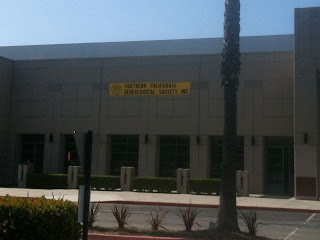 SOUTHERN CALIFORNIA
GENEALOGICAL SOCIETY, INC